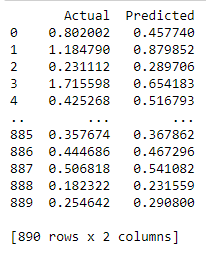 Actual Predicted
0 0.802002 0.457740
1 1.184790 0.879852
2 0.231112 0.289706
3 1.715598 0.654183
4 0.425268 0.516793
.. ... ...
885 0.357674 0.367862
886 0.444686 0.467296
887 0.506818 0.541082
888 0.182322 0.231559
889 0.254642 0.290800
[890 rows x 2 columns]